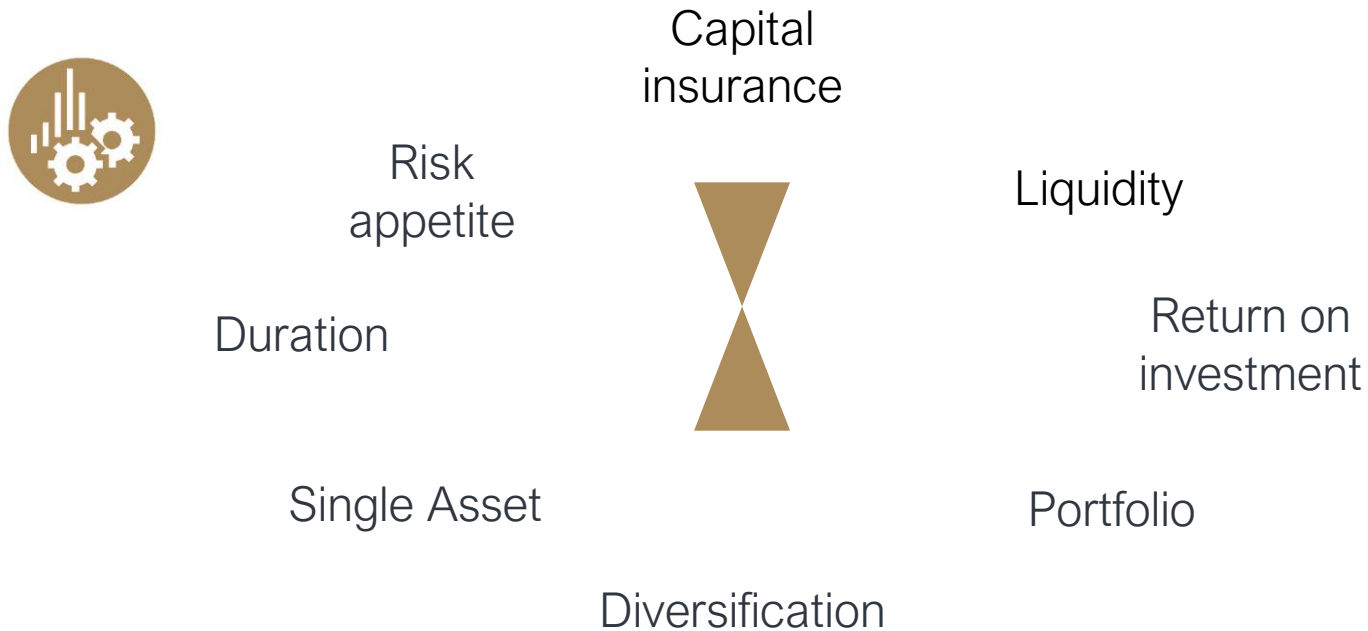 Capital
insurance
Risk
appetite
Liquidity
Duration
Return on
investment
Single Asset
Portfolio
Diversification